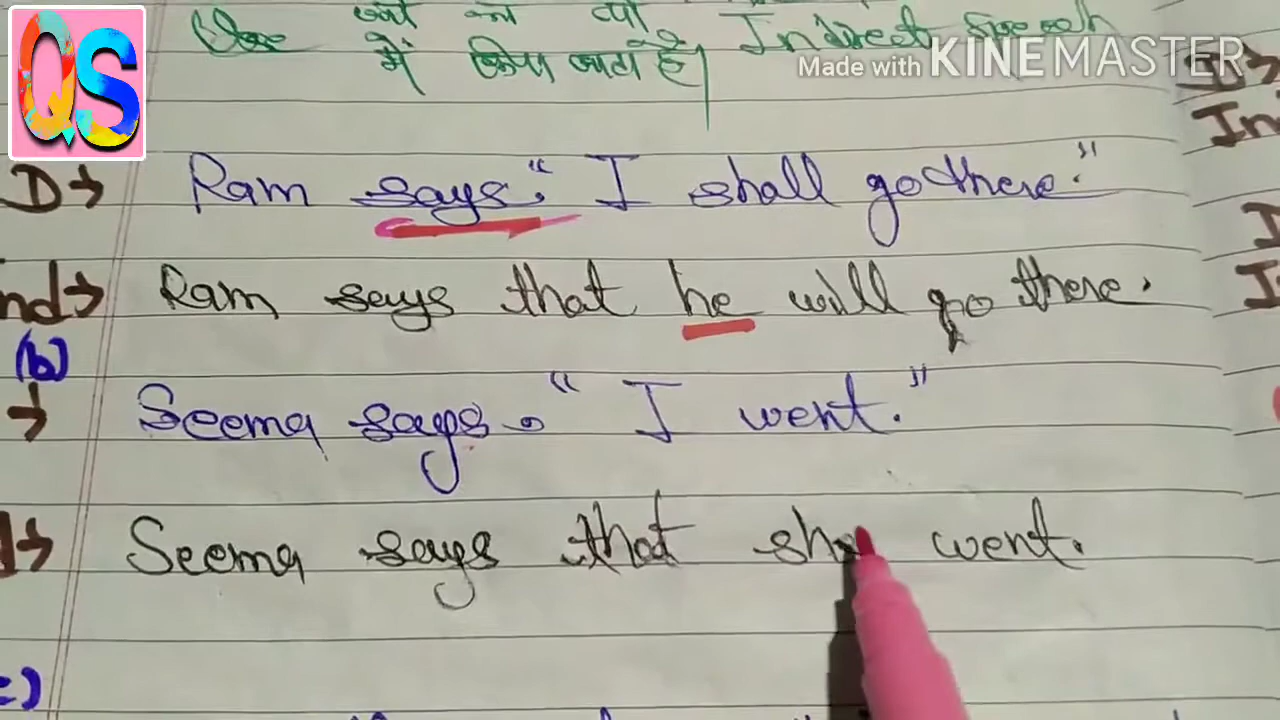 QS
Use ज्यों का त्यों Indirect Speech
में किया जाता है।
Made with KINEMASTER
D→ Ram says, "I shall go there."
Ind→ Ram says that he will go there.
(b)
→ Seema says, "I went."
→ Seema says that she went.